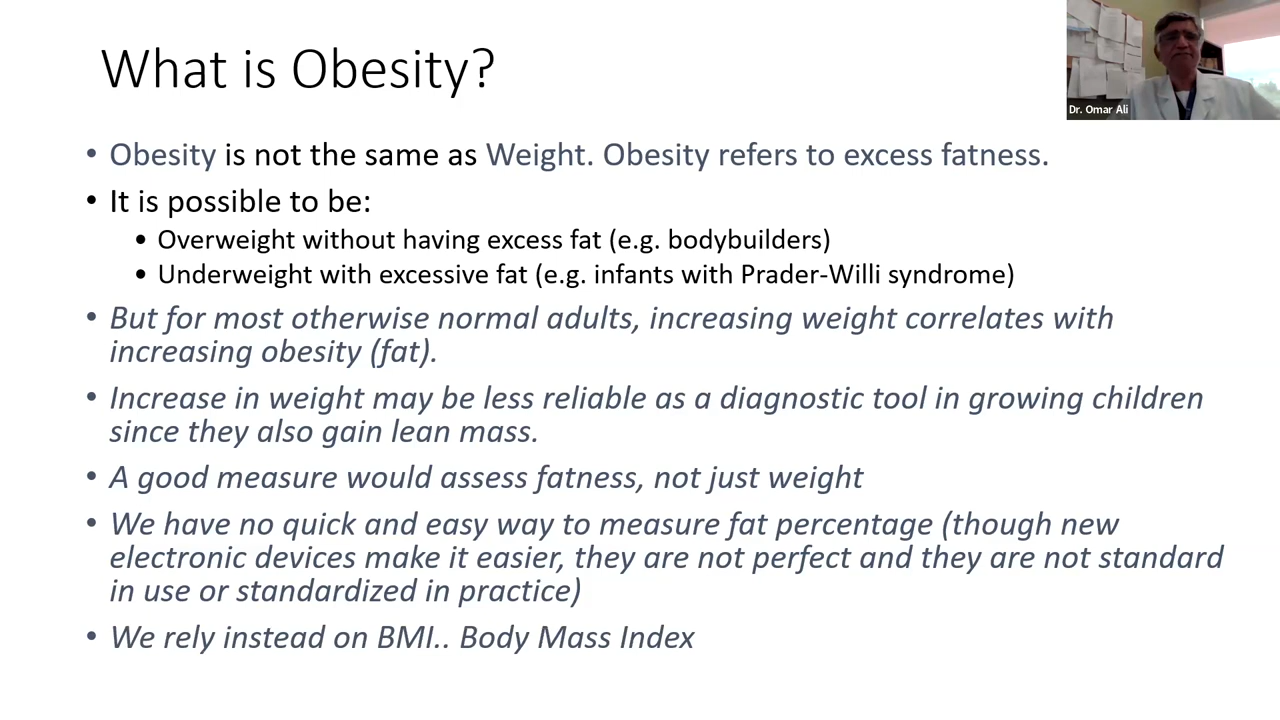 What is Obesity?
Dr. Omar Ali
• Obesity is not the same as Weight. Obesity refers to excess fatness.
• It is possible to be:
• Overweight without having excess fat (e.g. bodybuilders)
• Underweight with excessive fat (e.g. infants with Prader-Willi syndrome)
• But for most otherwise normal adults, increasing weight correlates with
increasing obesity (fat).
• Increase in weight may be less reliable as a diagnostic tool in growing children
since they also gain lean mass.
• A good measure would assess fatness, not just weight
• We have no quick and easy way to measure fat percentage (though new
electronic devices make it easier, they are not perfect and they are not standard
in use or standardized in practice)
• We rely instead on BMI.. Body Mass Index